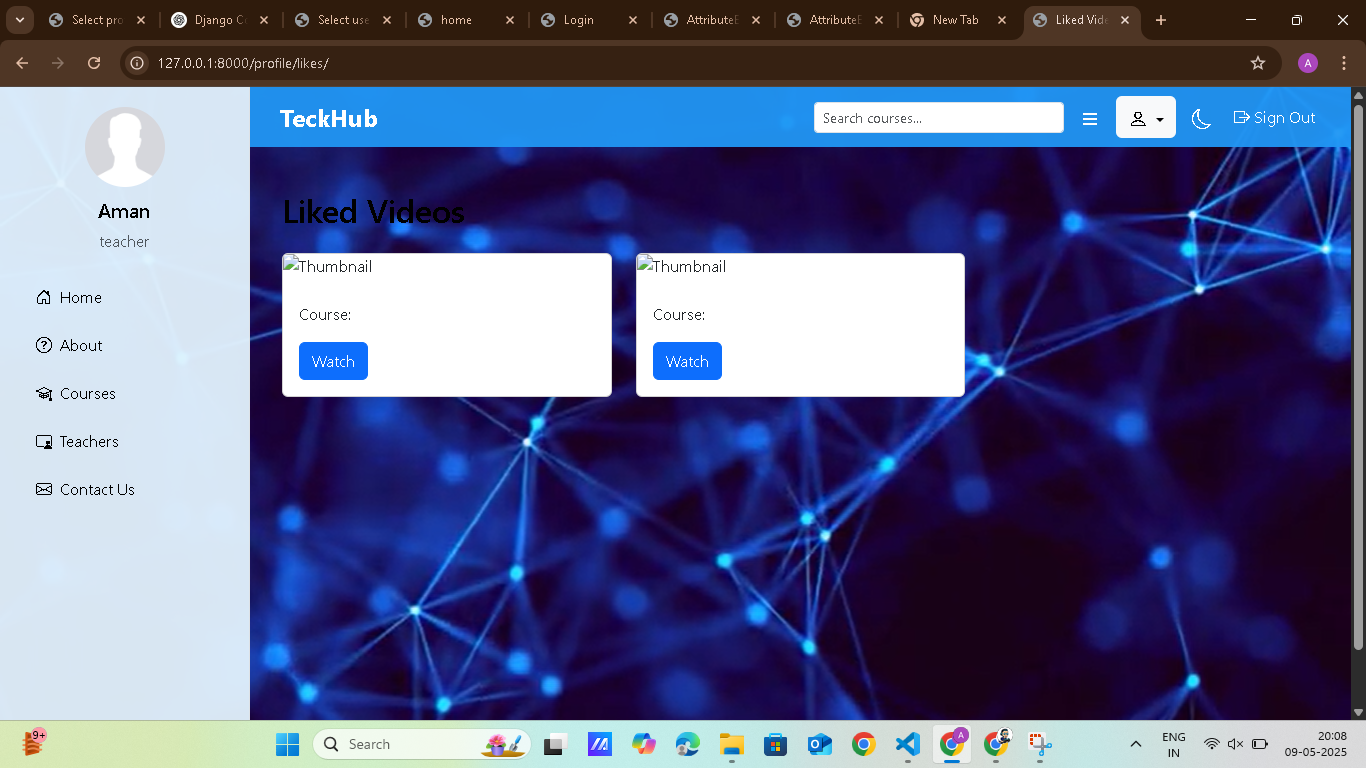 Select pro
Django Co
Select use
home
Login
AttributeE
AttributeE
New Tab
Liked Vide
127.0.0.1:8000/profile/likes/
A
TeckHub
Search courses...
Sign Out
Aman
teacher
Home
About
Courses
Teachers
Contact Us
Liked Videos
Thumbnail
Thumbnail
Course:
Course:
Watch
Watch
9+
Search
A
ENG
IN
20:08
09-05-2025